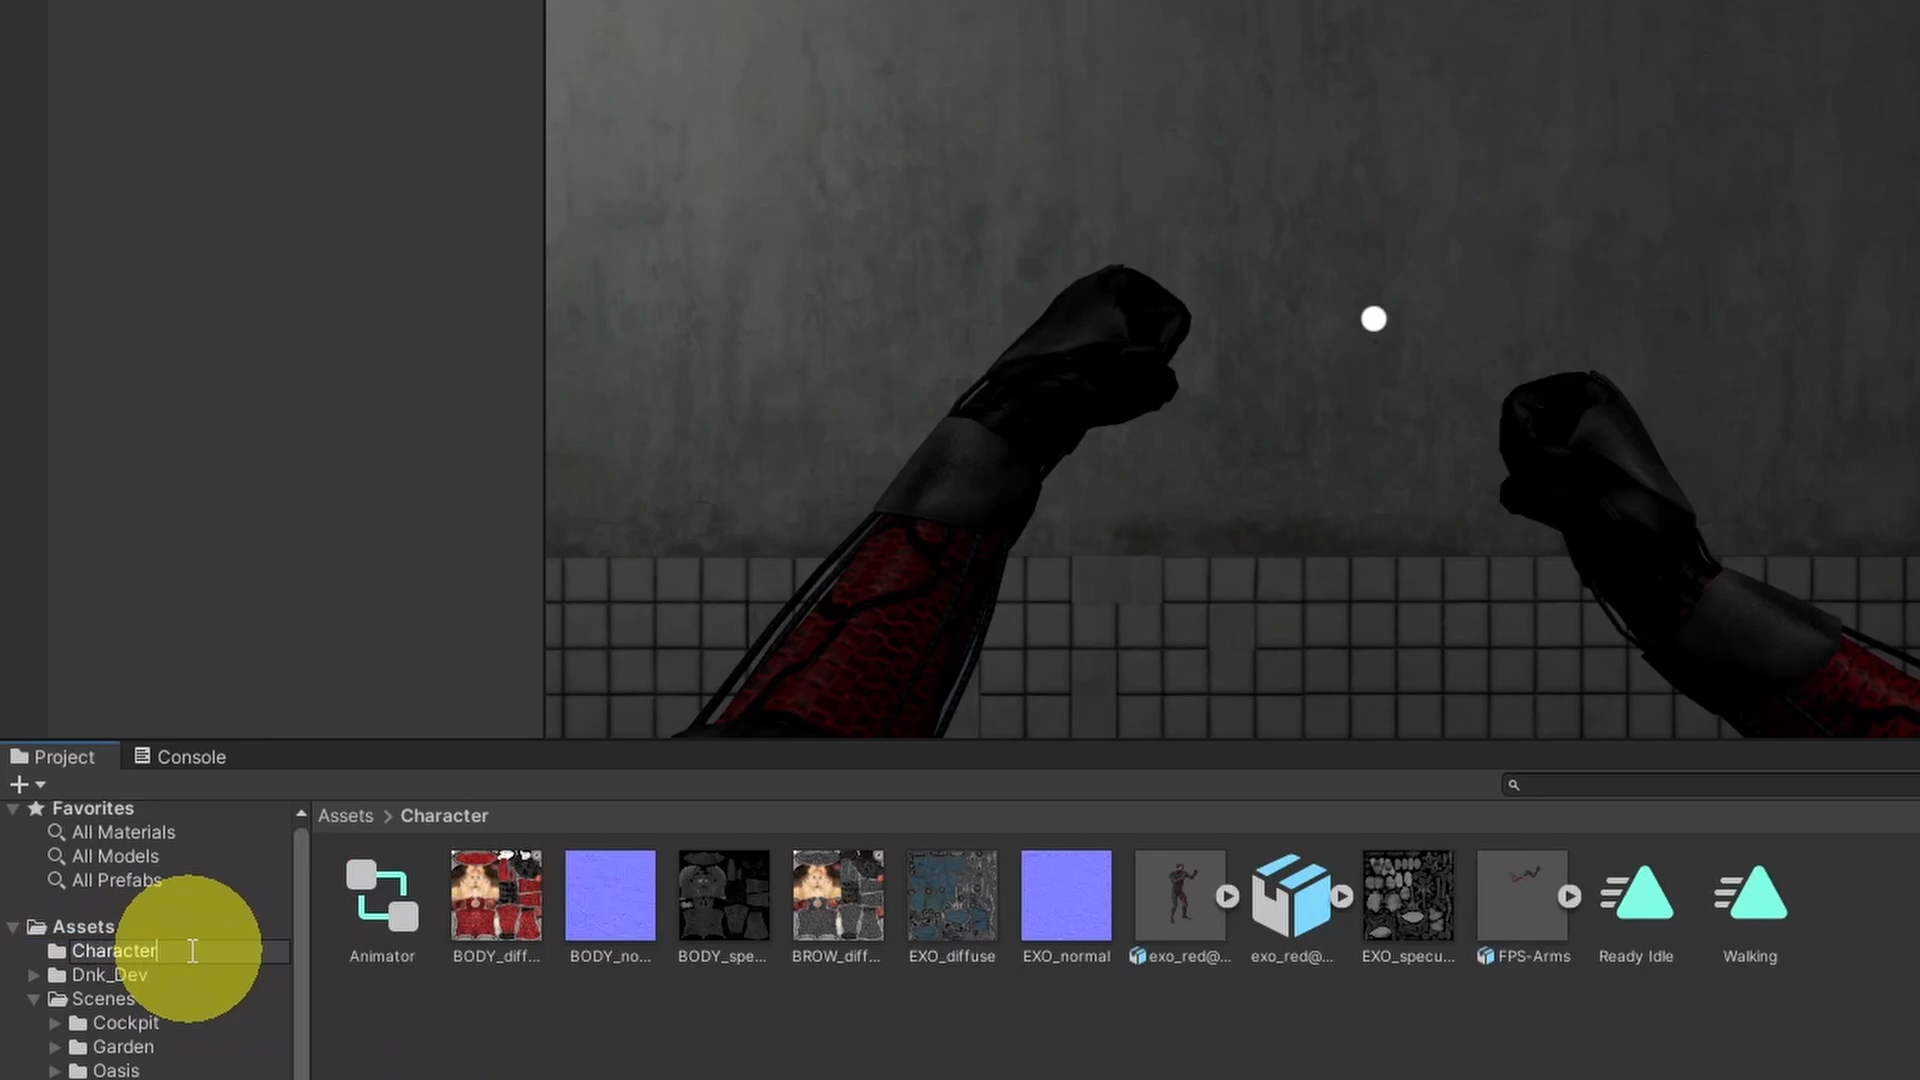 Project Console
Favorites
All Materials
All Models
All Prefabs
Assets
Character
Dnk_Dev
Scenes
Cockpit
Garden
Oasis
Assets > Character
Animator BODY_diff... BODY_no... BODY_spe... BROW_diff... EXO_diffuse EXO_normal exo_red@... exo_red@... EXO_specu... FPS-Arms Ready Idle Walking